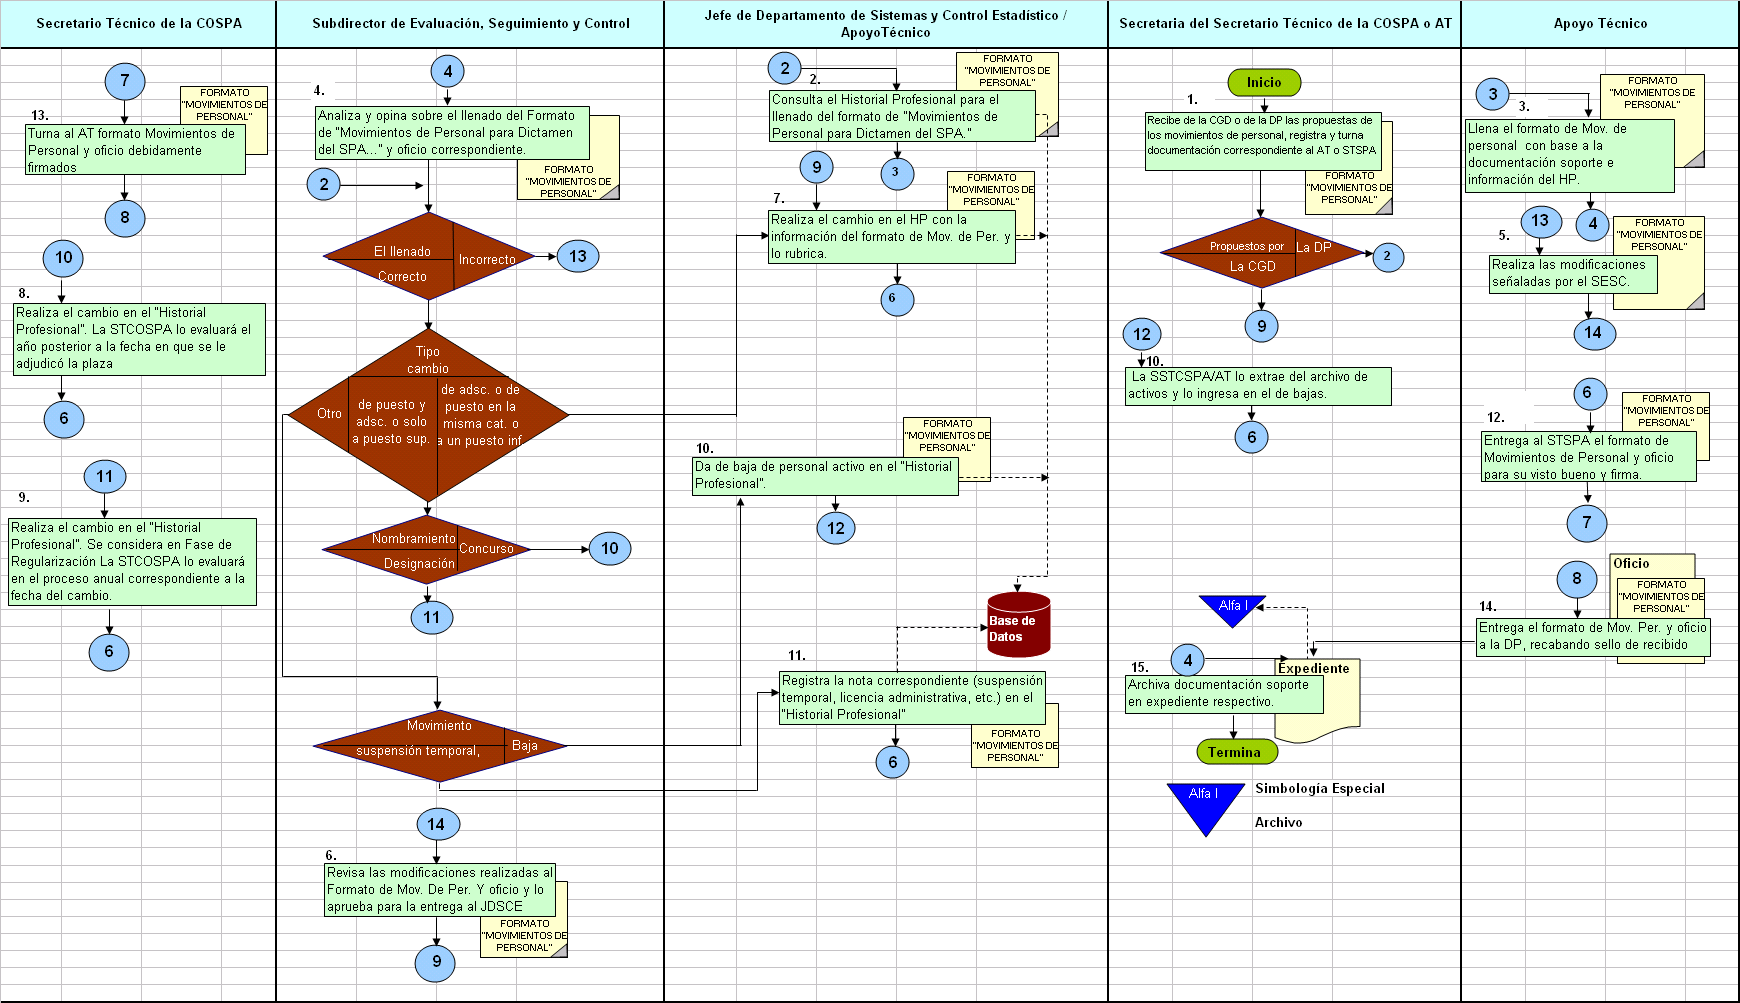 Secretario Técnico de la COSPA
7
FORMATO
"MOVIMIENTOS DE
PERSONAL"
13.
Turna al AT formato Movimientos de
Personal y oficio debidamente
firmados
8
10
8.
Realiza el cambio en el "Historial
Profesional". La STCOSPA lo evaluará el
año posterior a la fecha en que se le
adjudicó la plaza
6
11
9.
Realiza el cambio en el "Historial
Profesional". Se considera en Fase de
Regularización La STCOSPA lo evaluará
en el proceso anual correspondiente a la
fecha del cambio.
6
Subdirector de Evaluación, Seguimiento y Control
4
4.
Analiza y opina sobre el llenado del Formato
de "Movimientos de Personal para Dictamen
del SPA..." y oficio correspondiente.
FORMATO
"MOVIMIENTOS DE
PERSONAL"
2
El llenado
Incorrecto
Correcto
13
Tipo
cambio
Otro
de puesto y
adsc. o solo
a puesto sup.
de adsc. o de
puesto en la
misma cat. o
a un puesto inf.
Nombramiento
Concurso
Designación
10
11
Movimiento
suspensión temporal,
Baja
14
6.
Revisa las modificaciones realizadas al
Formato de Mov. De Per. Y oficio y lo
aprueba para la entrega al JDSCE
FORMATO
"MOVIMIENTOS DE
PERSONAL"
9
Jefe de Departamento de Sistemas y Control Estadístico /
ApoyoTécnico
2
2.
FORMATO
"MOVIMIENTOS DE
PERSONAL"
Consulta el Historial Profesional para el
llenado del formato de "Movimientos de
Personal para Dictamen del SPA."
3
9
FORMATO
"MOVIMIENTOS DE
PERSONAL"
7.
Realiza el cambio en el HP con la
información del formato de Mov. de Per. y
lo rubrica.
6
FORMATO
"MOVIMIENTOS DE
PERSONAL"
10.
Da de baja de personal activo en el "Historial
Profesional".
12
Base de
Datos
11.
Registra la nota correspondiente (suspensión
temporal, licencia administrativa, etc.) en el
"Historial Profesional"
FORMATO
"MOVIMIENTOS DE
PERSONAL"
6
Secretaria del Secretario Técnico de la COSPA o AT
Inicio
1.
Recibe de la CGD o de la DP las propuestas de
los movimientos de personal, registra y turna
documentación correspondiente al AT o STSPA
FORMATO
"MOVIMIENTOS DE
PERSONAL"
Propuestos por
La DP
La CGD
2
9
12
10.
La SSTCSPA/AT lo extrae del archivo de
activos y lo ingresa en el de bajas.
6
Alfa I
4
Expediente
15.
Archiva documentación soporte
en expediente respectivo.
Termina
Alfa I
Simbología Especial
Archivo
Apoyo Técnico
3
3.
FORMATO
"MOVIMIENTOS DE
PERSONAL"
Llena el formato de Mov. de
personal con base a la
documentación soporte e
información del HP.
13
4
5.
FORMATO
"MOVIMIENTOS DE
PERSONAL"
Realiza las modificaciones
señaladas por el SESC.
14
6
FORMATO
"MOVIMIENTOS DE
PERSONAL"
12.
Entrega al STSPA el formato de
Movimientos de Personal y oficio
para su visto bueno y firma.
7
Oficio
8
FORMATO
"MOVIMIENTOS DE
PERSONAL"
14.
Entrega el formato de Mov. Per. y oficio
a la DP, recabando sello de recibido